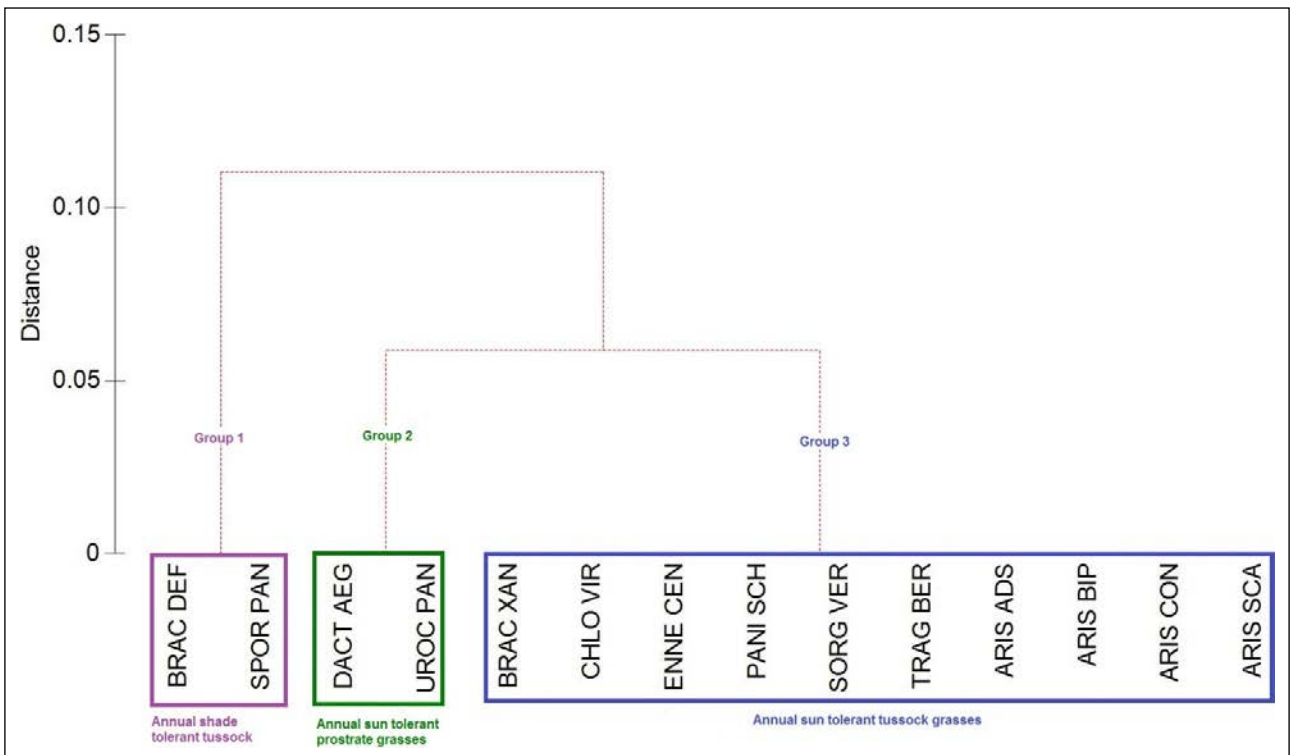 0.15
0.10
Distance
0.05
Group 1
Group 2
Group 3
0
BRAC DEF
SPOR PAN
DACT AEG
UROC PAN
BRAC XAN
CHLO VIR
ENNE CEN
PANI SCH
SORG VER
TRAG BER
ARIS ADS
ARIS BIP
ARIS CON
ARIS SCA
Annual shade
tolerant tussock
Annual sun tolerant
prostrate grasses
Annual sun tolerant tussock grasses